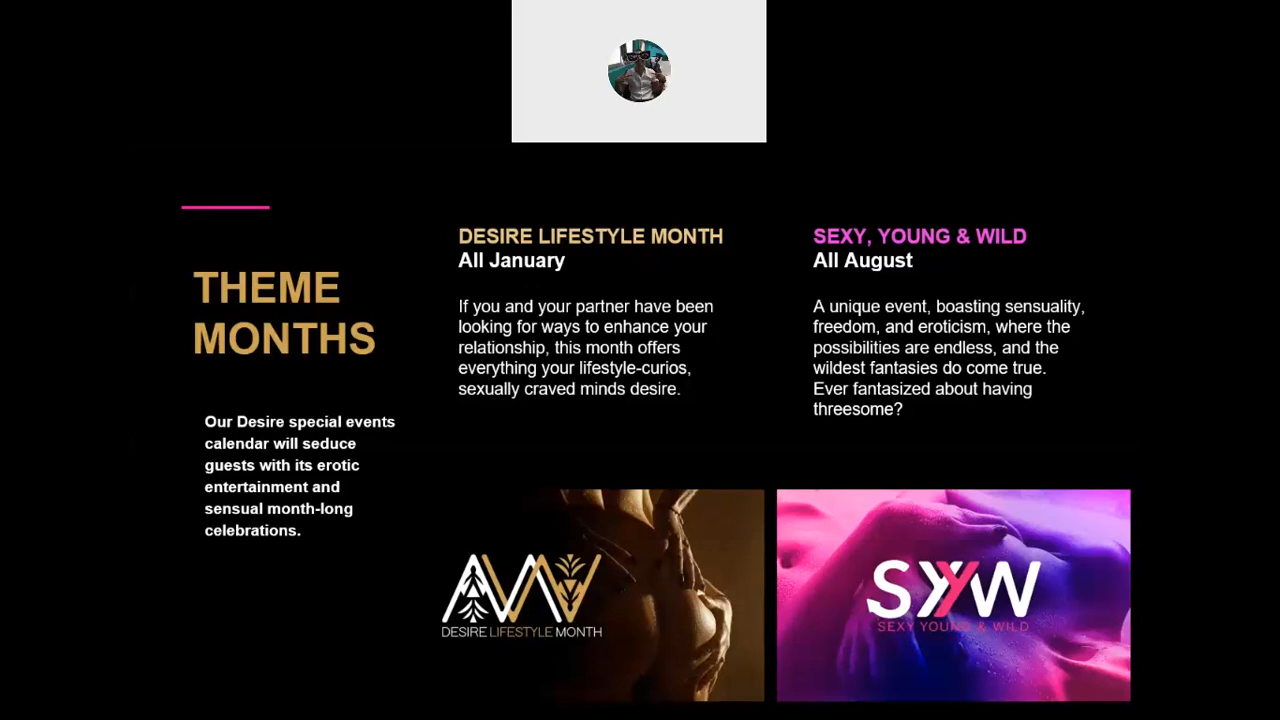 THEME
MONTHS
Our Desire special events
calendar will seduce
guests with its erotic
entertainment and
sensual month-long
celebrations.
DESIRE LIFESTYLE MONTH
All January
If you and your partner have been
looking for ways to enhance your
relationship, this month offers
everything your lifestyle-curios,
sexually craved minds desire.
SEXY, YOUNG & WILD
All August
A unique event, boasting sensuality,
freedom, and eroticism, where the
possibilities are endless, and the
wildest fantasies do come true.
Ever fantasized about having
threesome?
DESIRE LIFESTYLE MONTH
SYYW
SEXY YOUNG & WILD